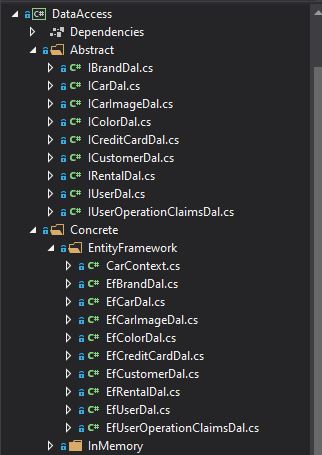 C# DataAccess
Dependencies
Abstract
C# IBrandDal.cs
C# ICarDal.cs
C# ICarImageDal.cs
C# IColorDal.cs
C# ICreditCardDal.cs
C# ICustomerDal.cs
C# IRentalDal.cs
C# IUserDal.cs
C# IUserOperationClaimsDal.cs
Concrete
EntityFramework
C# CarContext.cs
C# EfBrandDal.cs
C# EfCarDal.cs
C# EfCarImageDal.cs
C# EfColorDal.cs
C# EfCreditCardDal.cs
C# EfCustomerDal.cs
C# EfRentalDal.cs
C# EfUserDal.cs
C# EfUserOperationClaimsDal.cs
InMemory